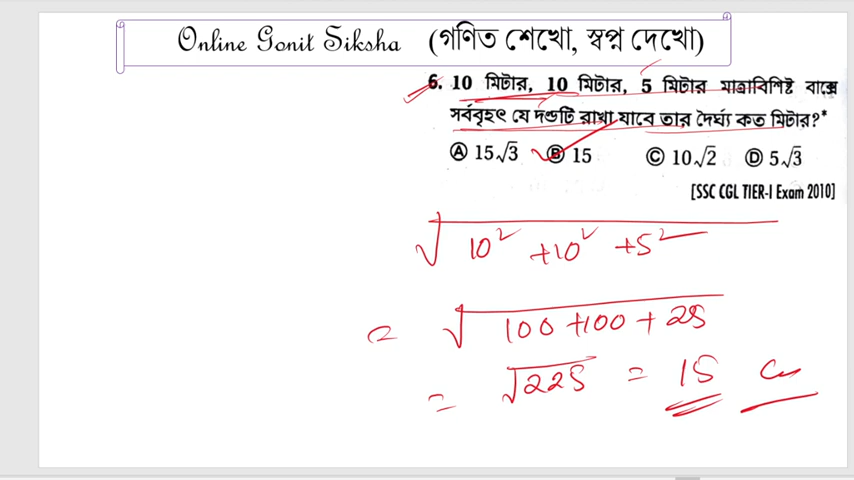 Online Gonit Siksha (গণিত শেখো, স্বপ্ন দেখো)
6. 10 মিটার, 10 মিটার, 5 মিটার মাত্রাবিশিষ্ট বাক্সে
সর্ববৃহৎ যে দণ্ডটি রাখা যাবে তার দৈর্ঘ্য কত মিটার?*
Ⓐ 15√3 Ⓑ 15 Ⓒ 10√2 Ⓓ 5√3
[SSC CGL TIER-I Exam 2010]
√10² + 10² + 5²
= √100 + 100 + 25
= √225 = 15